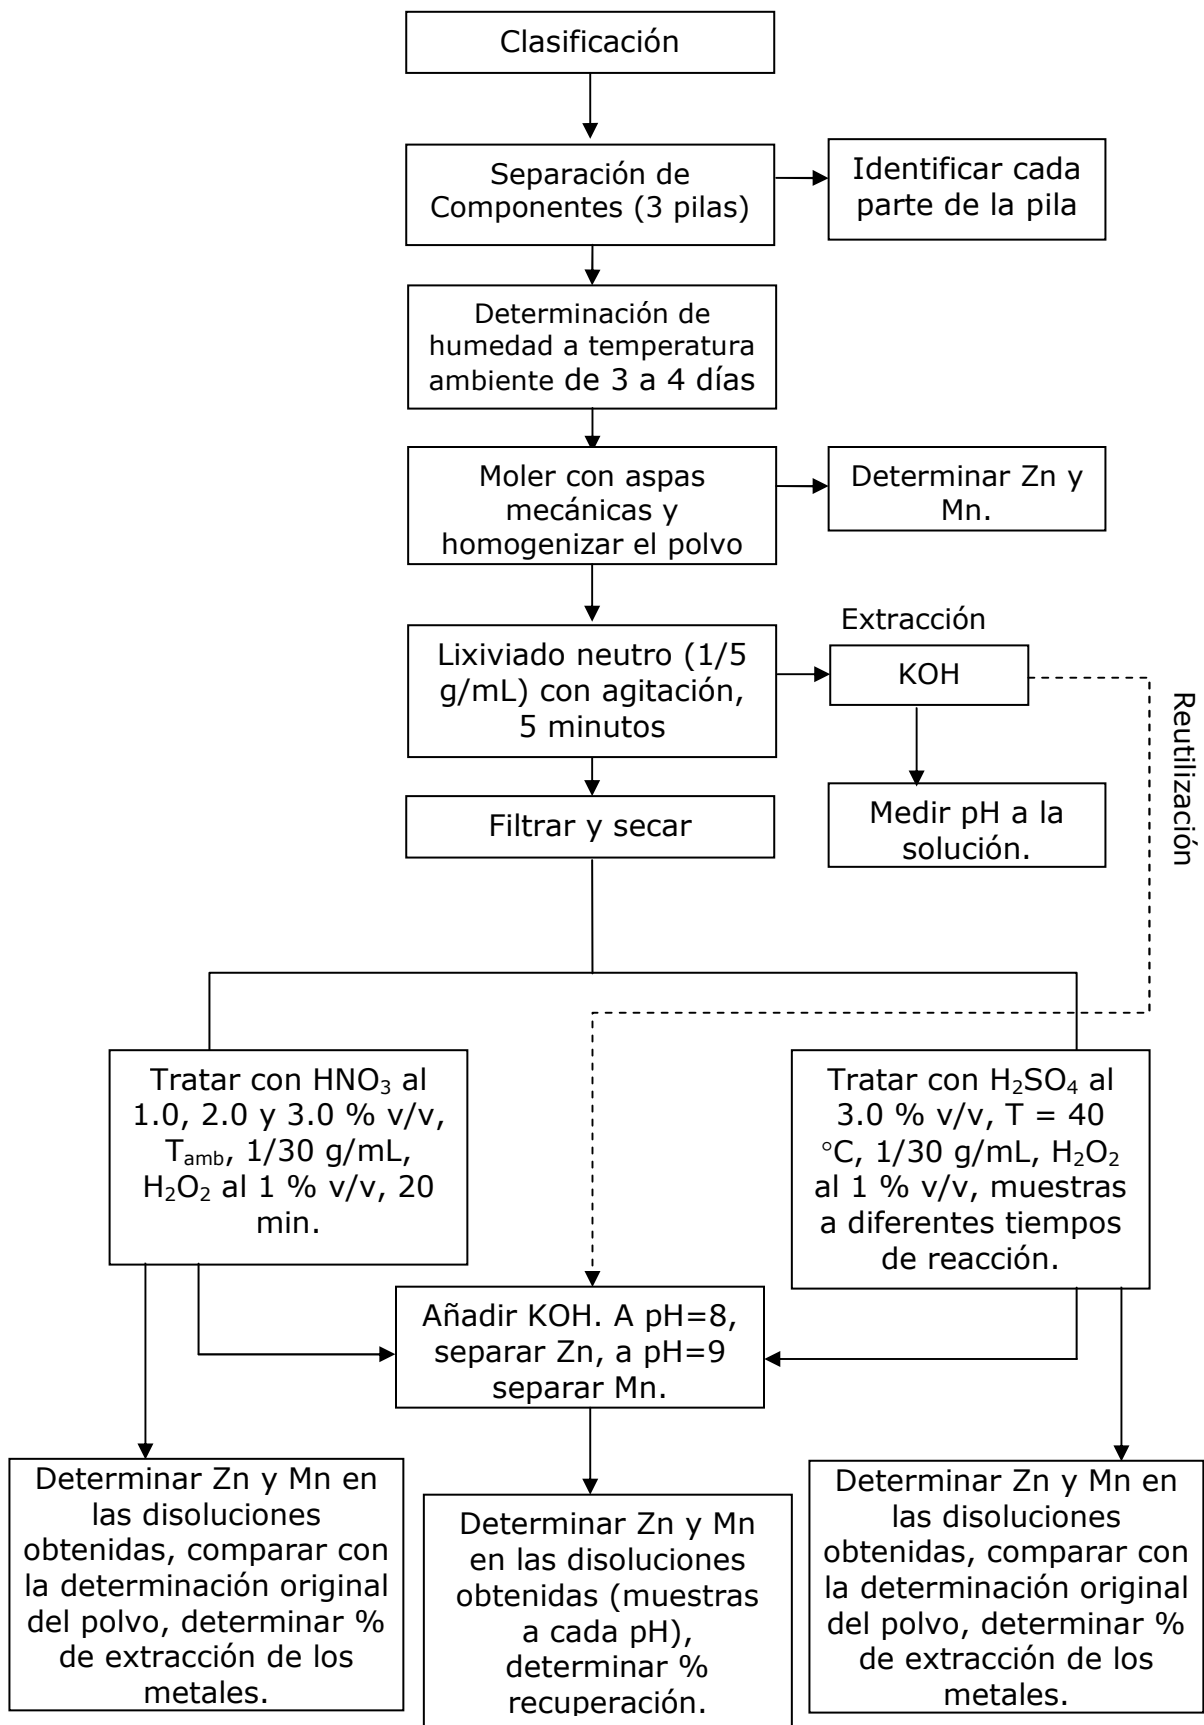 Clasificación
Separación de
Componentes (3 pilas)
Identificar cada
parte de la pila
Determinación de
humedad a temperatura
ambiente de 3 a 4 días
Moler con aspas
mecánicas y
homogenizar el polvo
Determinar Zn y
Mn.
Lixiviado neutro (1/5
g/mL) con agitación,
5 minutos
Extracción
KOH
Reutilización
Filtrar y secar
Medir pH a la
solución.
Tratar con HNO₃ al
1.0, 2.0 y 3.0 % v/v,
Tₐₘb, 1/30 g/mL,
H₂O₂ al 1 % v/v, 20
min.
Tratar con H₂SO₄ al
3.0 % v/v, T = 40
°C, 1/30 g/mL, H₂O₂
al 1 % v/v, muestras
a diferentes tiempos
de reacción.
Añadir KOH. A pH=8,
separar Zn, a pH=9
separar Mn.
Determinar Zn y Mn en
las disoluciones
obtenidas, comparar con
la determinación original
del polvo, determinar %
de extracción de los
metales.
Determinar Zn y Mn
en las disoluciones
obtenidas (muestras
a cada pH),
determinar %
recuperación.
Determinar Zn y Mn en
las disoluciones
obtenidas, comparar con
la determinación original
del polvo, determinar %
de extracción de los
metales.